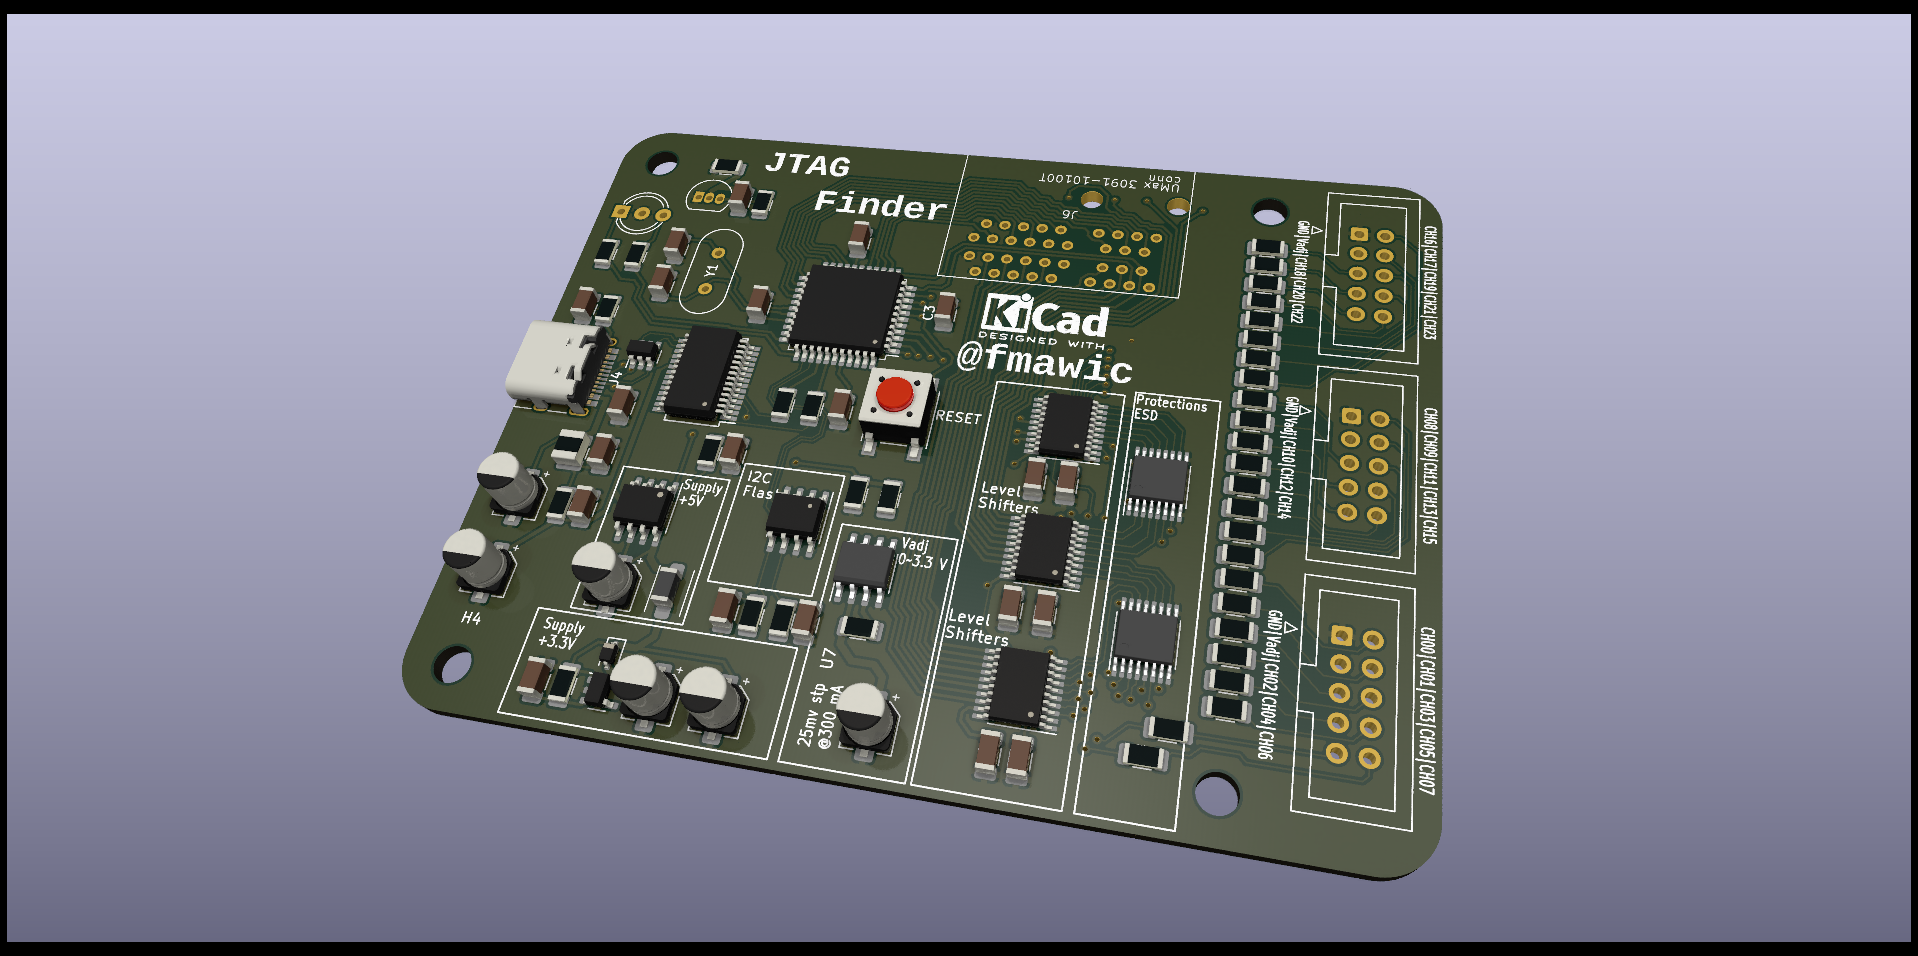 JTAG
Finder
UMax 3091-10100T
Conn
J6
Y1
C3
KiCad
DESIGNED WITH
@fmawic
J4
RESET
Protections
ESD
Supply
+5V
I2C
Flas
Level
Shifters
Vadj
0~3.3 V
H4
Level
Shifters
Supply
+3.3V
U7
25mv stp
@300 mA
GND|Vadj|CH18|CH20|CH22
CH16|CH17|CH19|CH21|CH23
GND|Vadj|CH10|CH12|CH14
CH08|CH09|CH11|CH13|CH15
GND|Vadj|CH02|CH04|CH06
CH00|CH01|CH03|CH05|CH07